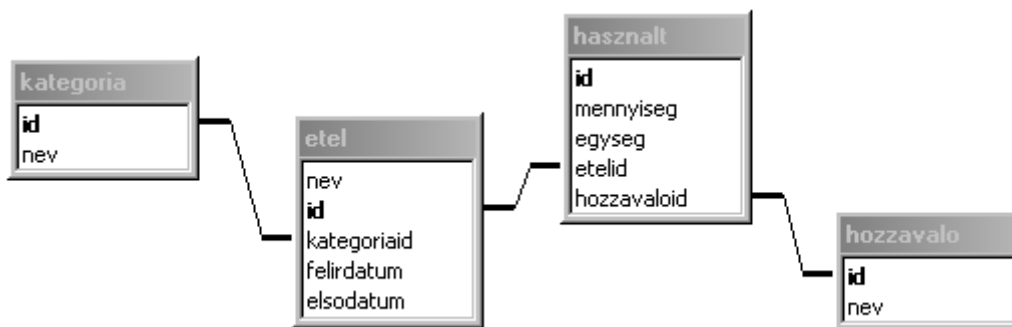 kategoria
id
nev
etel
nev
id
kategoriaid
felirdatum
elsodatum
hasznalt
id
mennyiseg
egyseg
etelid
hozzavaloid
hozzavalo
id
nev